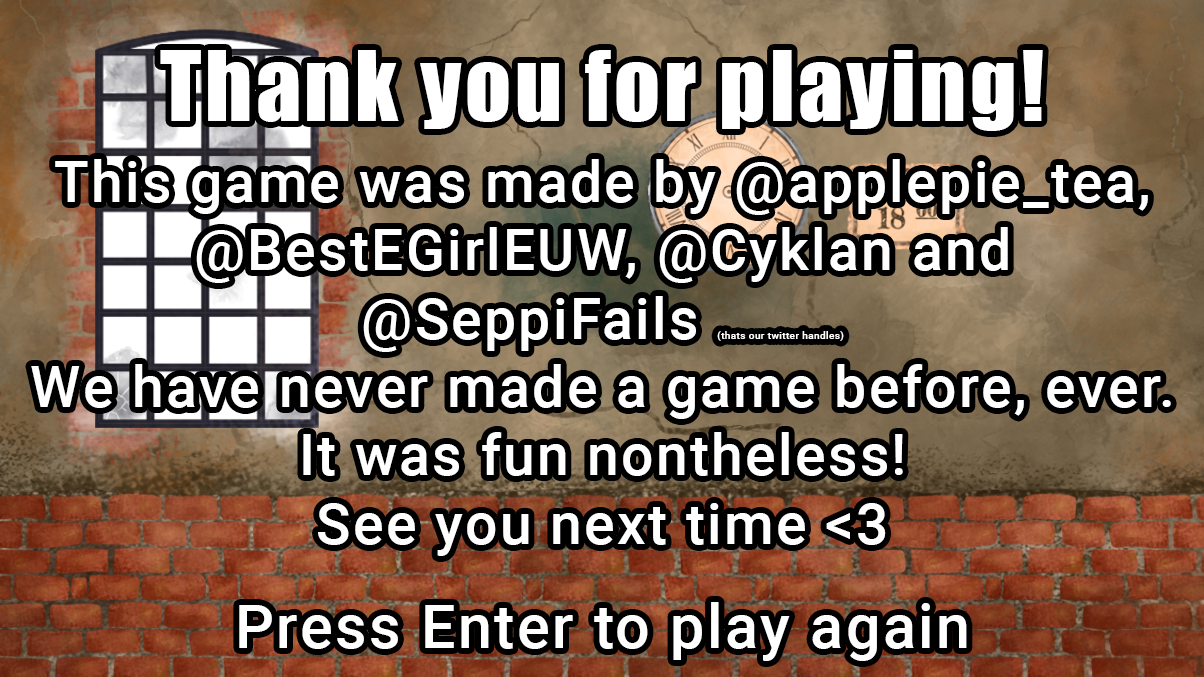 Thank you for playing!
This game was made by @applepie_tea,
@BestEGirlEUW, @Cyklan and
@SeppiFails (thats our twitter handles)
We have never made a game before, ever.
It was fun nontheless!
See you next time <3
Press Enter to play again